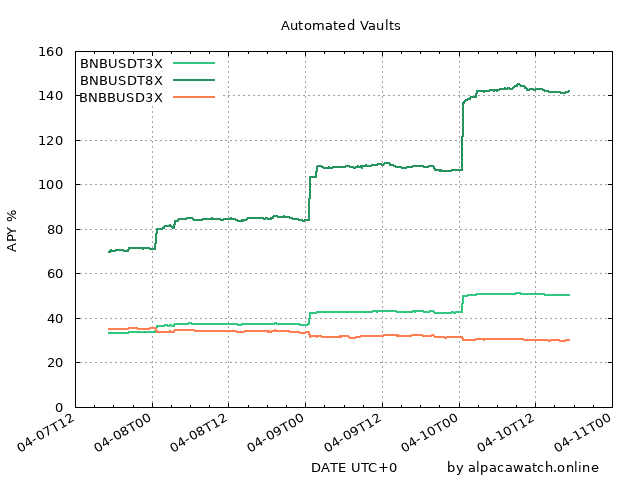 Automated Vaults
160
140
120
100
80
60
40
20
0
APY %
BNBUSDT3X
BNBUSDT8X
BNBBUSD3X
04-07T12
04-08T00
04-08T12
04-09T00
04-09T12
04-10T00
04-10T12
04-11T00
DATE UTC+0
by alpacawatch.online